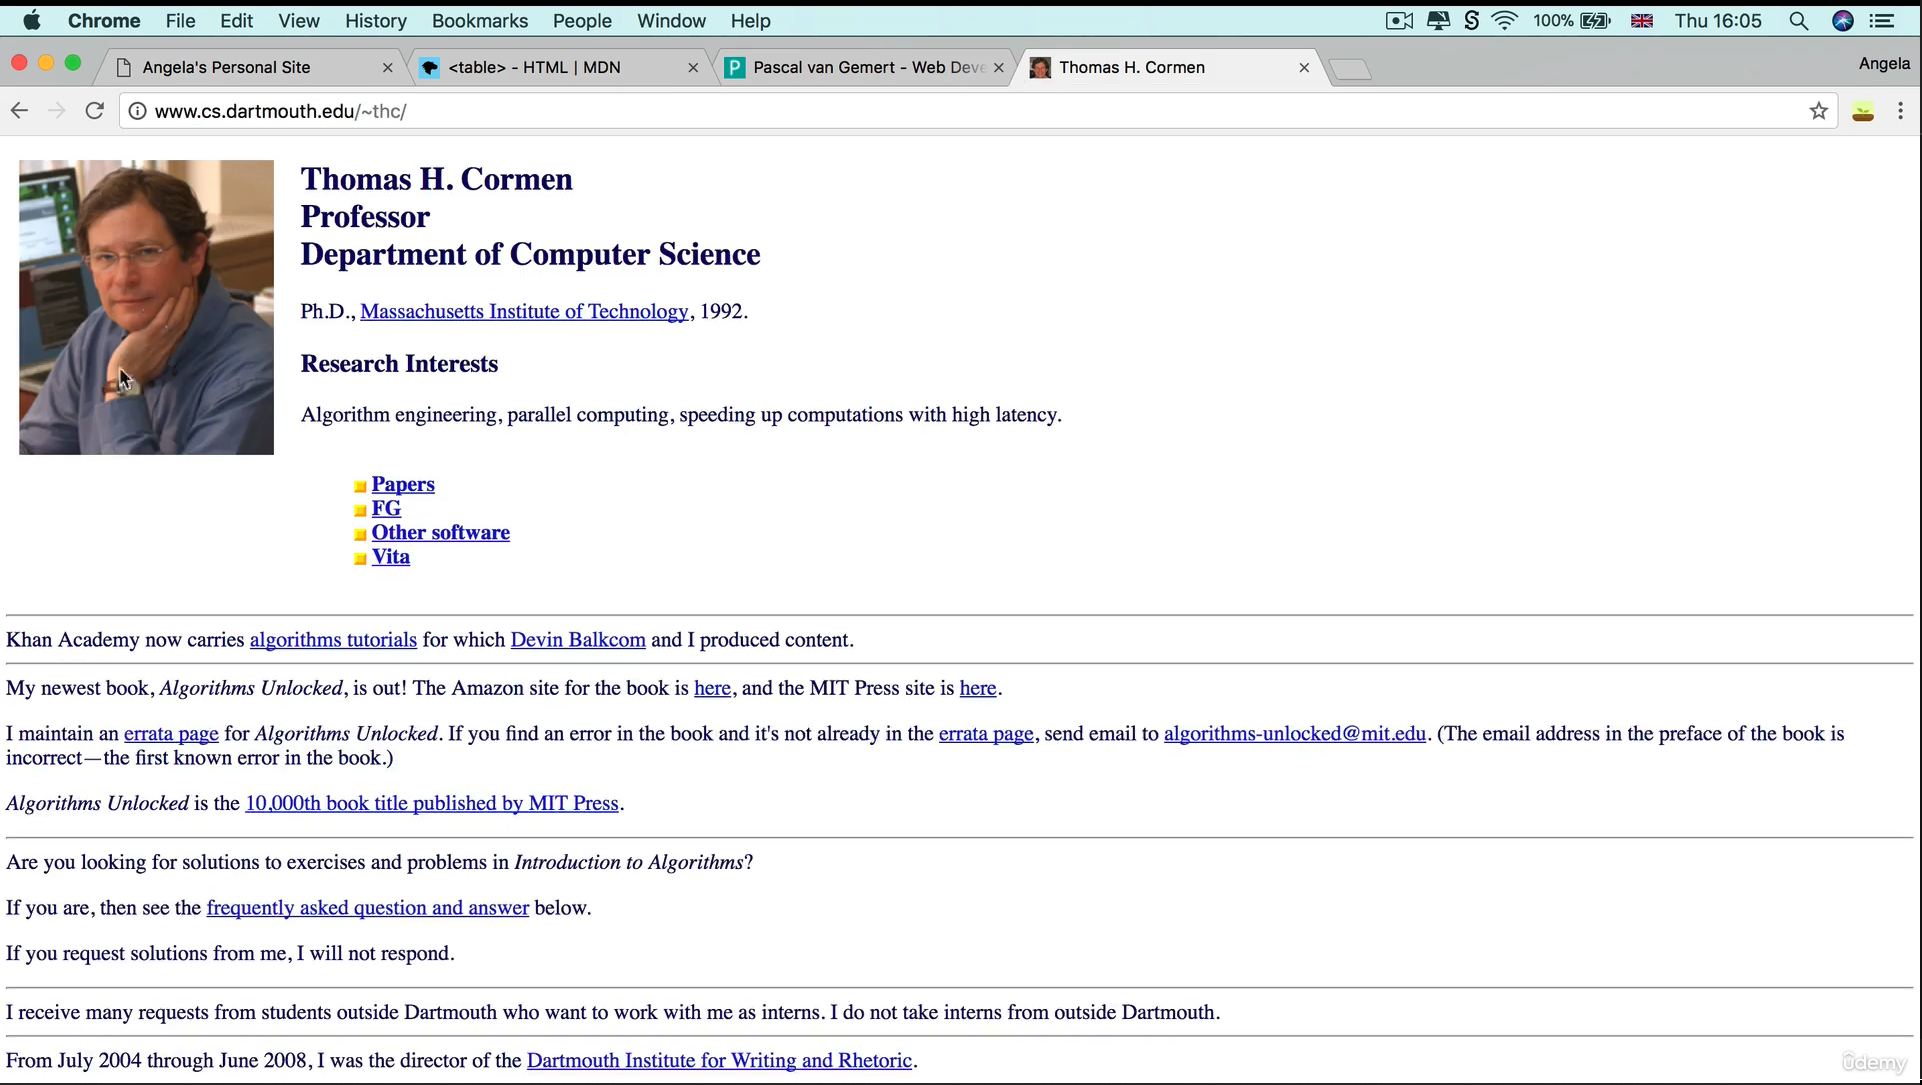 Chrome File Edit View History Bookmarks People Window Help 100% Thu 16:05
Angela's Personal Site <table> - HTML | MDN Pascal van Gemert - Web Deve Thomas H. Cormen Angela
www.cs.dartmouth.edu/~thc/
Thomas H. Cormen
Professor
Department of Computer Science
Ph.D., Massachusetts Institute of Technology, 1992.
Research Interests
Algorithm engineering, parallel computing, speeding up computations with high latency.
Papers
FG
Other software
Vita
Khan Academy now carries algorithms tutorials for which Devin Balkcom and I produced content.
My newest book, Algorithms Unlocked, is out! The Amazon site for the book is here, and the MIT Press site is here.
I maintain an errata page for Algorithms Unlocked. If you find an error in the book and it's not already in the errata page, send email to algorithms-unlocked@mit.edu. (The email address in the preface of the book is
incorrect—the first known error in the book.)
Algorithms Unlocked is the 10,000th book title published by MIT Press.
Are you looking for solutions to exercises and problems in Introduction to Algorithms?
If you are, then see the frequently asked question and answer below.
If you request solutions from me, I will not respond.
I receive many requests from students outside Dartmouth who want to work with me as interns. I do not take interns from outside Dartmouth.
From July 2004 through June 2008, I was the director of the Dartmouth Institute for Writing and Rhetoric.
ûdemy